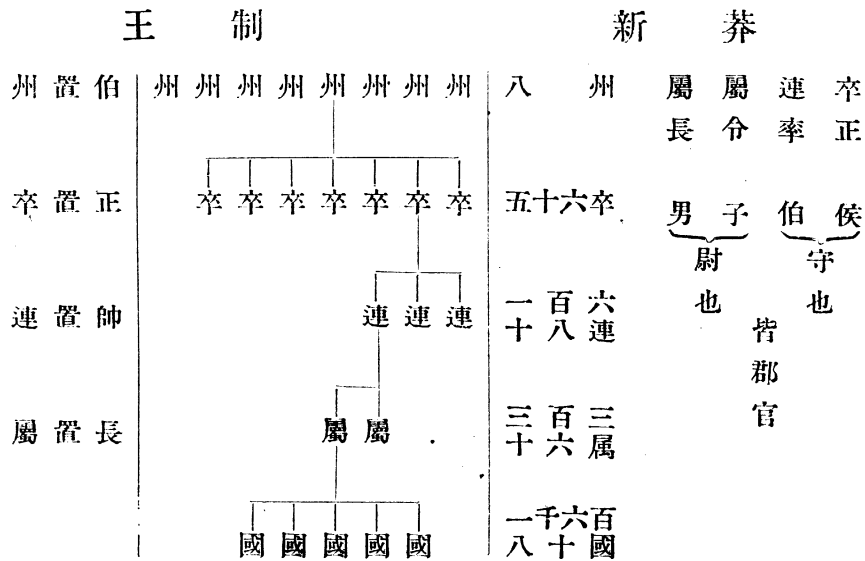 王制 新莽
州置伯 州 州 州 州 州 州 州 州 八州
卒置正 卒 卒 卒 卒 卒 卒 卒 五十六卒
連置帥 連 連 連 一百六
十八連
屬置長 屬 屬 三百三
十六属
國 國 國 國 國 一千六百
八十國
屬長 屬令 連率 卒正
男 子 伯 侯
尉也 守也
皆郡官